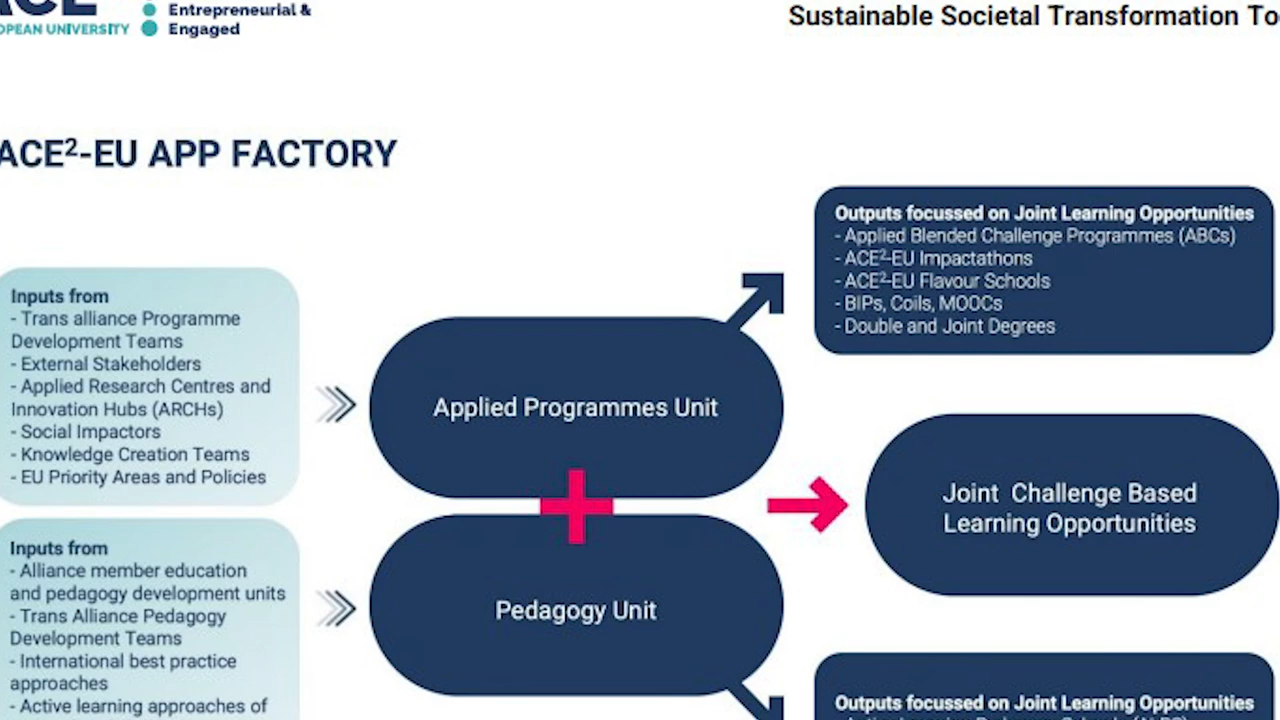 Entrepreneurial &
UNIVERSITY
Engaged
Sustainable Societal Transformation
ACE²-EU APP FACTORY
Outputs focussed on Joint Learning Opportunities
- Applied Blended Challenge Programmes (ABCs)
- ACE²-EU Impactathons
- ACE²-EU Flavour Schools
- BIPs, Coils, MOOCs
- Double and Joint Degrees
Inputs from
- Trans alliance Programme
Development Teams
- External Stakeholders
- Applied Research Centres and
Innovation Hubs (ARCHs)
- Social Impactors
- Knowledge Creation Teams
- EU Priority Areas and Policies
Applied Programmes Unit
Joint Challenge Based
Learning Opportunities
Inputs from
- Alliance member education
and pedagogy development units
- Trans Alliance Pedagogy
Development Teams
- International best practice
approaches
- Active learning approaches of
Pedagogy Unit
Outputs focussed on Joint Learning Opportunities